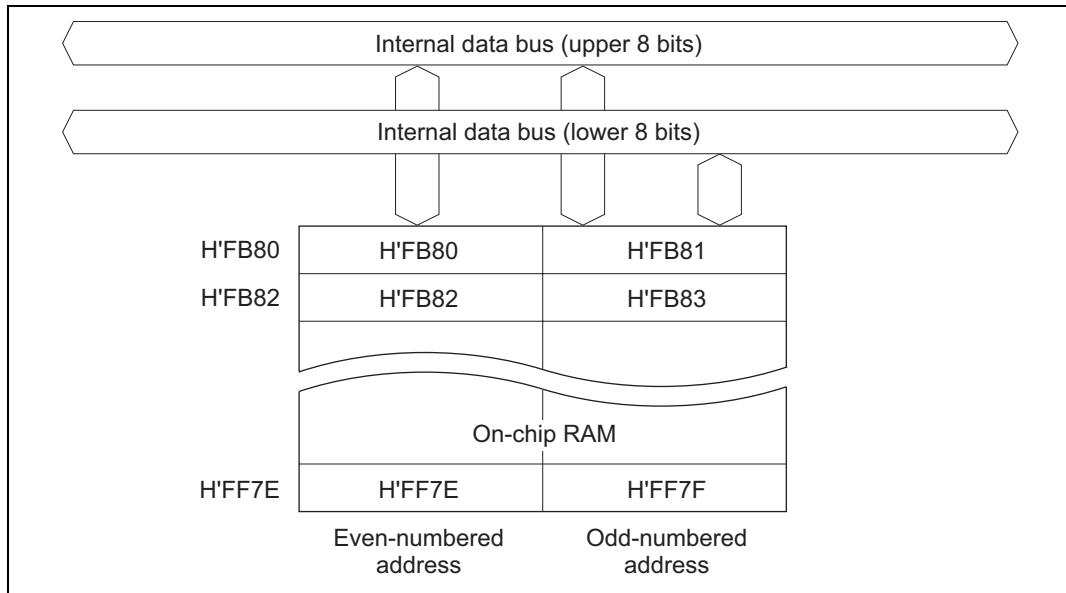 Internal data bus (upper 8 bits)
Internal data bus (lower 8 bits)
H'FB80 H'FB80 H'FB81
H'FB82 H'FB82 H'FB83
On-chip RAM
H'FF7E H'FF7E H'FF7F
Even-numbered address
Odd-numbered address